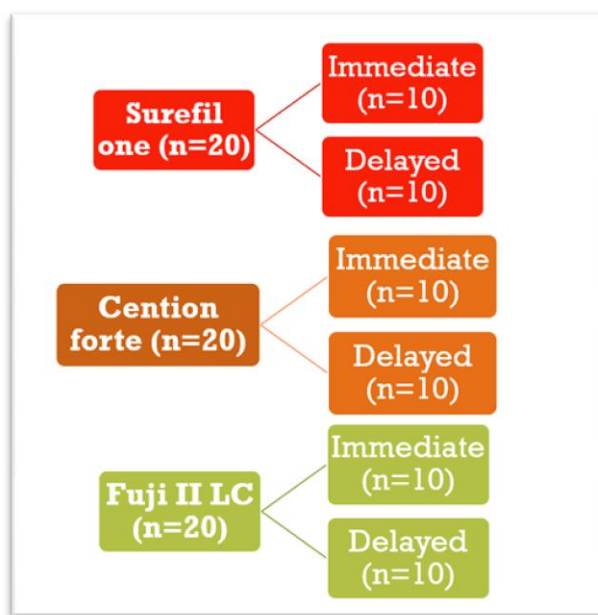 Surefil
one (n=20)
Immediate
(n=10)
Delayed
(n=10)
Cention
forte (n=20)
Immediate
(n=10)
Delayed
(n=10)
Fuji II LC
(n=20)
Immediate
(n=10)
Delayed
(n=10)